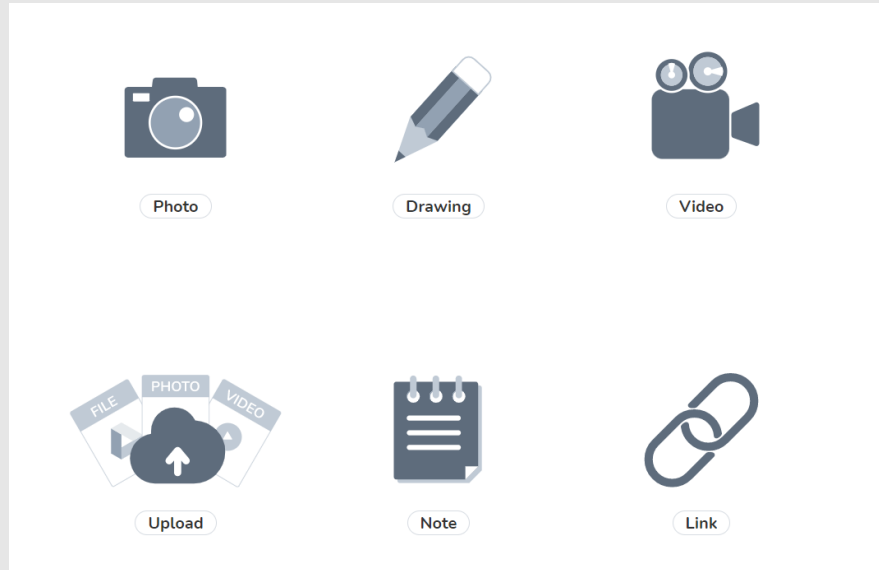 Photo
Drawing
Video
FILE
PHOTO
VIDEO
Upload
Note
Link